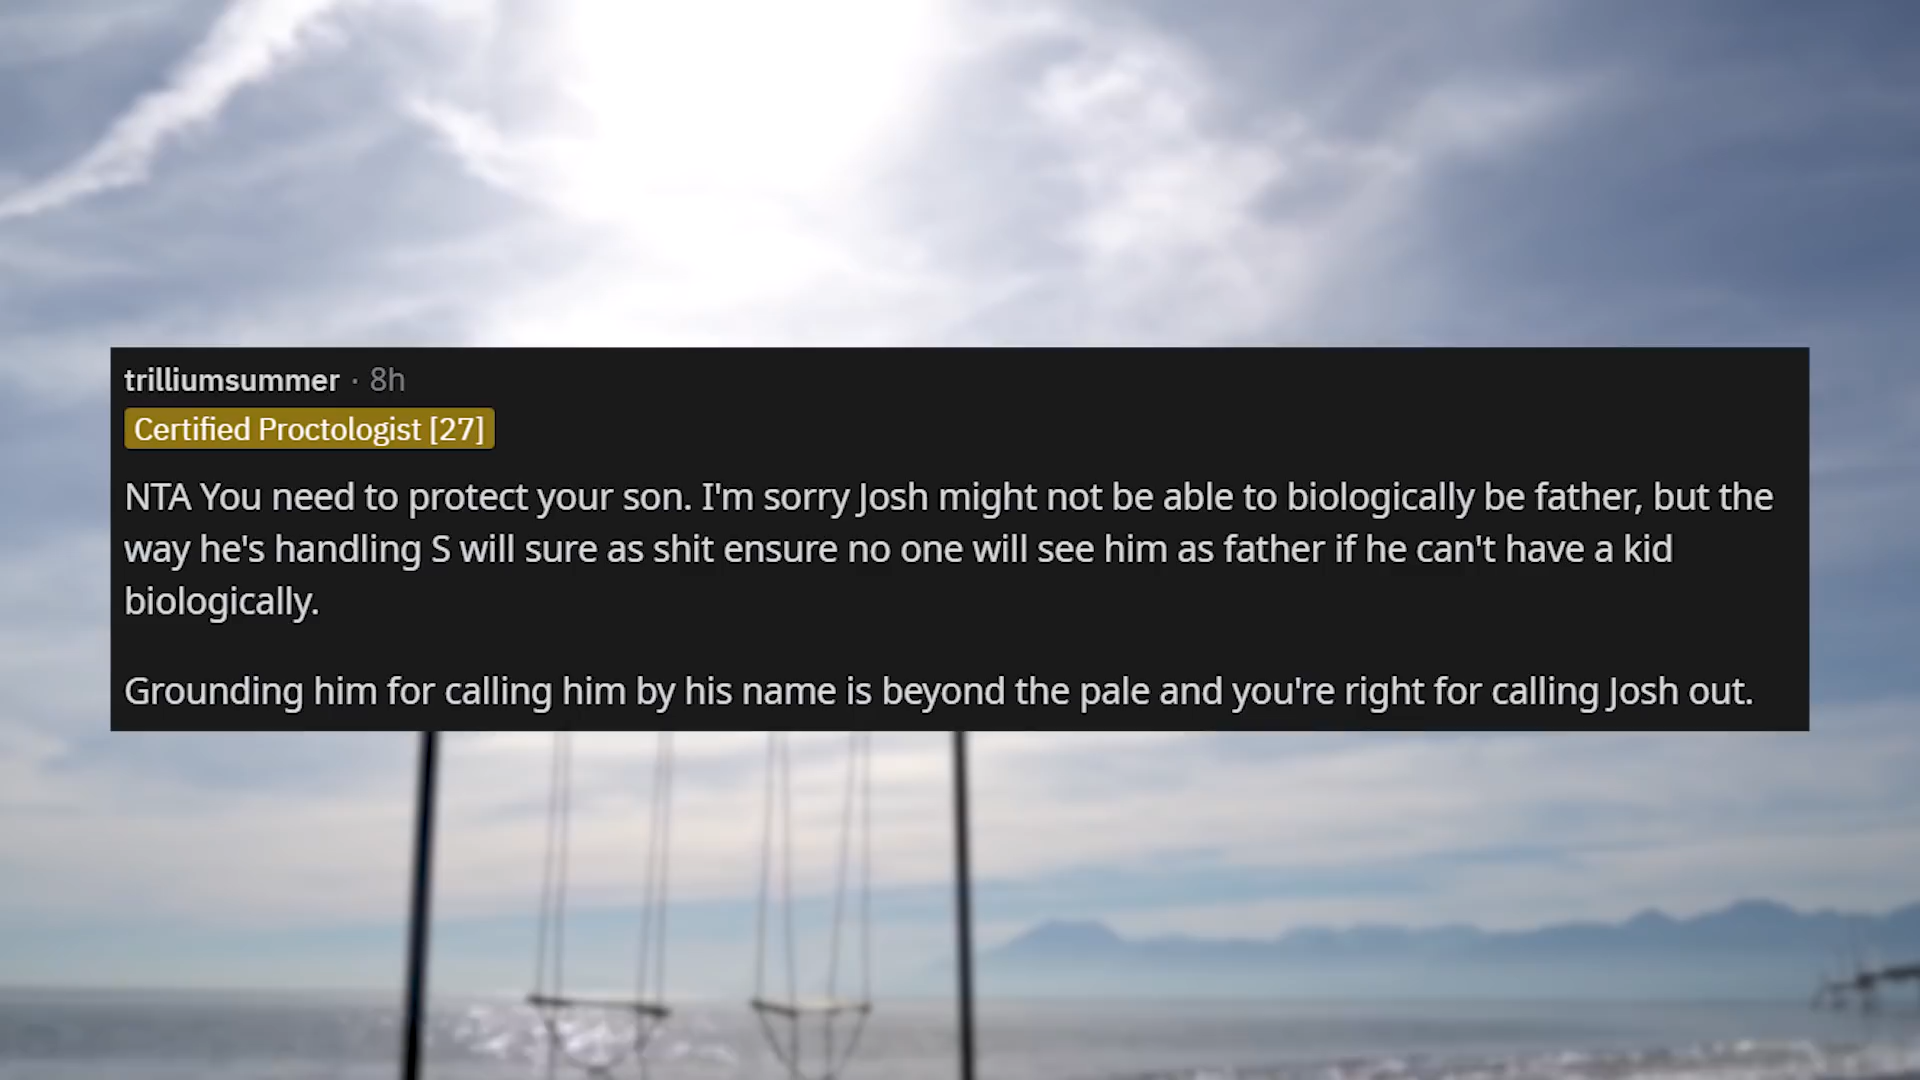 trilliumsummer · 8h
Certified Proctologist [27]
NTA You need to protect your son. I'm sorry Josh might not be able to biologically be father, but the
way he's handling S will sure as shit ensure no one will see him as father if he can't have a kid
biologically.
Grounding him for calling him by his name is beyond the pale and you're right for calling Josh out.